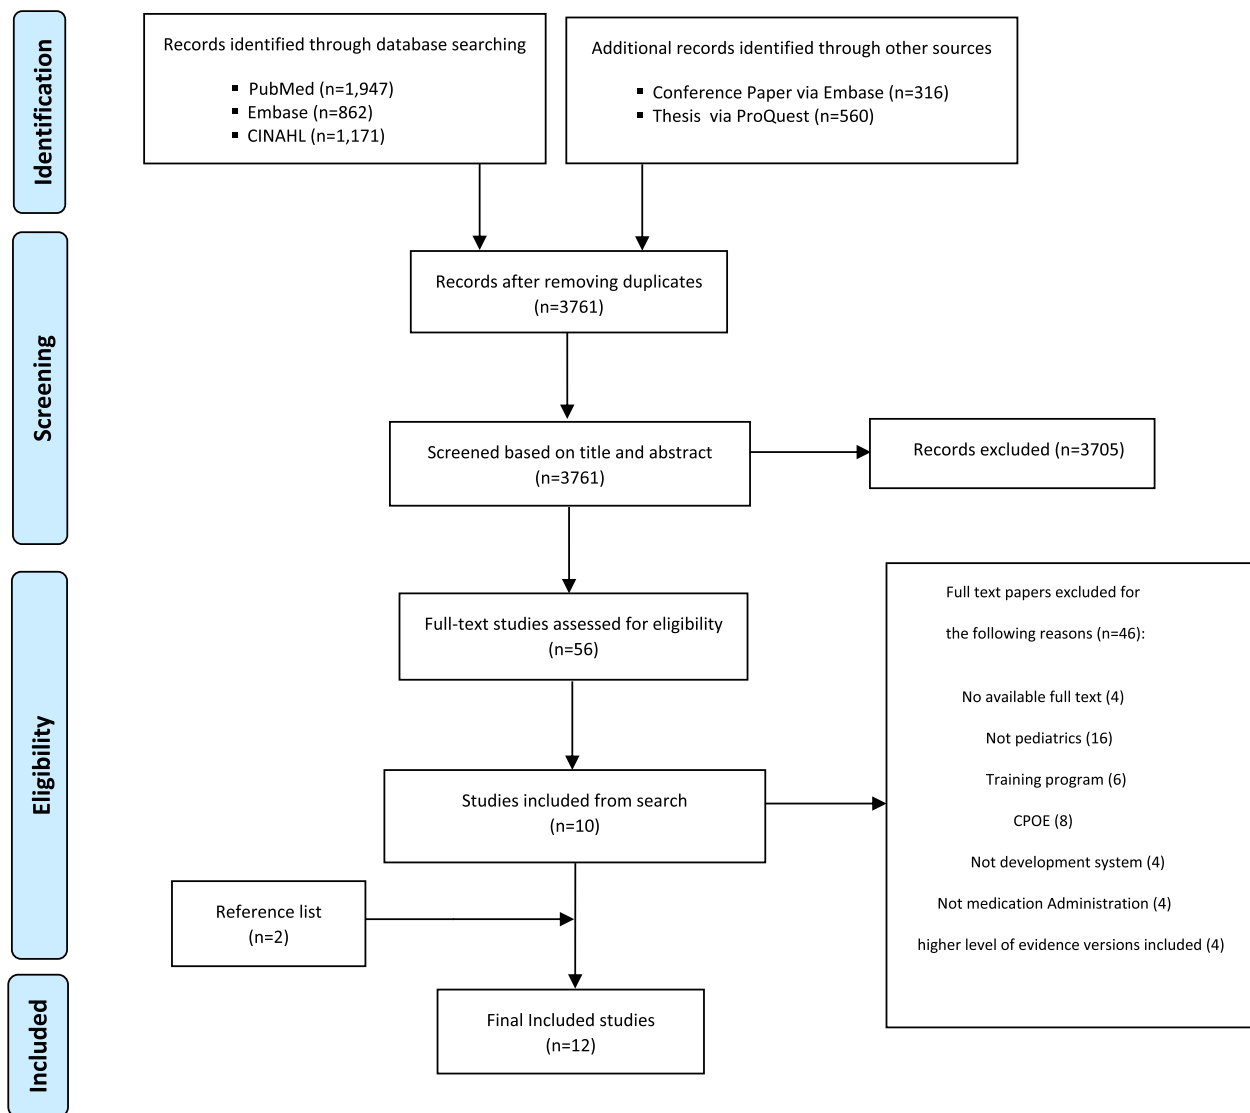 Identification
Records identified through database searching
▪ PubMed (n=1,947)
▪ Embase (n=862)
▪ CINAHL (n=1,171)
Additional records identified through other sources
▪ Conference Paper via Embase (n=316)
▪ Thesis via ProQuest (n=560)
Screening
Records after removing duplicates
(n=3761)
Screened based on title and abstract
(n=3761)
Records excluded (n=3705)
Eligibility
Full-text studies assessed for eligibility
(n=56)
Full text papers excluded for
the following reasons (n=46):
No available full text (4)
Not pediatrics (16)
Training program (6)
CPOE (8)
Not development system (4)
Not medication Administration (4)
higher level of evidence versions included (4)
Studies included from search
(n=10)
Reference list
(n=2)
Included
Final Included studies
(n=12)